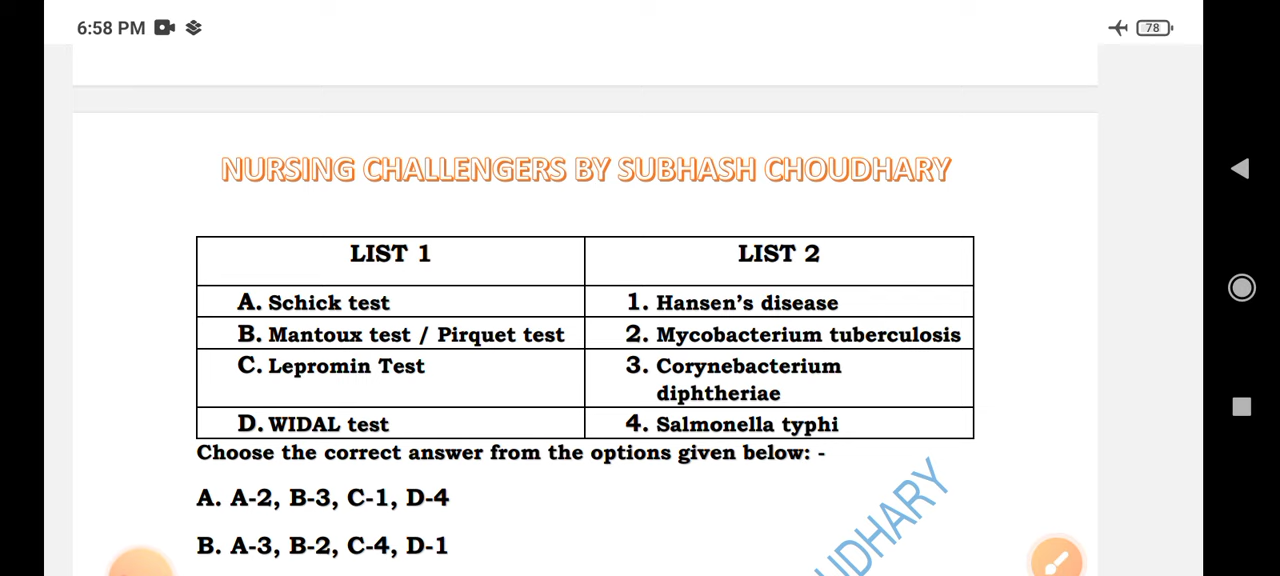 6:58 PM
78
NURSING CHALLENGERS BY SUBHASH CHOUDHARY
LIST 1 LIST 2
A. Schick test 1. Hansen's disease
B. Mantoux test / Pirquet test 2. Mycobacterium tuberculosis
C. Lepromin Test 3. Corynebacterium
diphtheriae
D. WIDAL test 4. Salmonella typhi
Choose the correct answer from the options given below: -
A. A-2, B-3, C-1, D-4
B. A-3, B-2, C-4, D-1